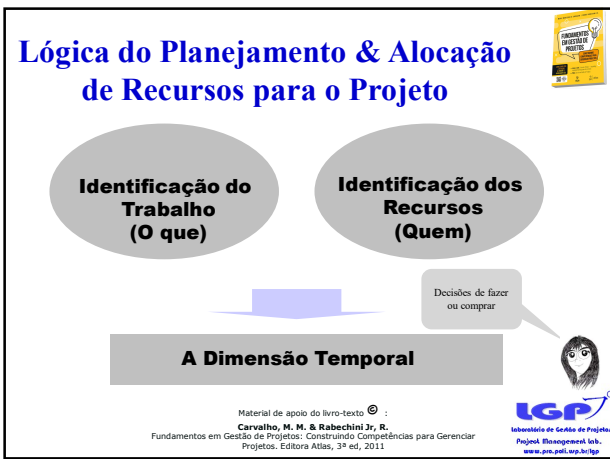 Lógica do Planejamento & Alocação
de Recursos para o Projeto
FUNDAMENTOS
EM GESTÃO DE
PROJETOS
Identificação do
Trabalho
(O que)
Identificação dos
Recursos
(Quem)
Decisões de fazer
ou comprar
A Dimensão Temporal
Material de apoio do livro-texto © :
Carvalho, M. M. & Rabechini Jr, R.
Fundamentos em Gestão de Projetos: Construindo Competências para Gerenciar
Projetos. Editora Atlas, 3ª ed, 2011
LGP
Laboratório de Gestão de Projetos
Project Management Lab.
www.pro.poli.usp.br/lgp